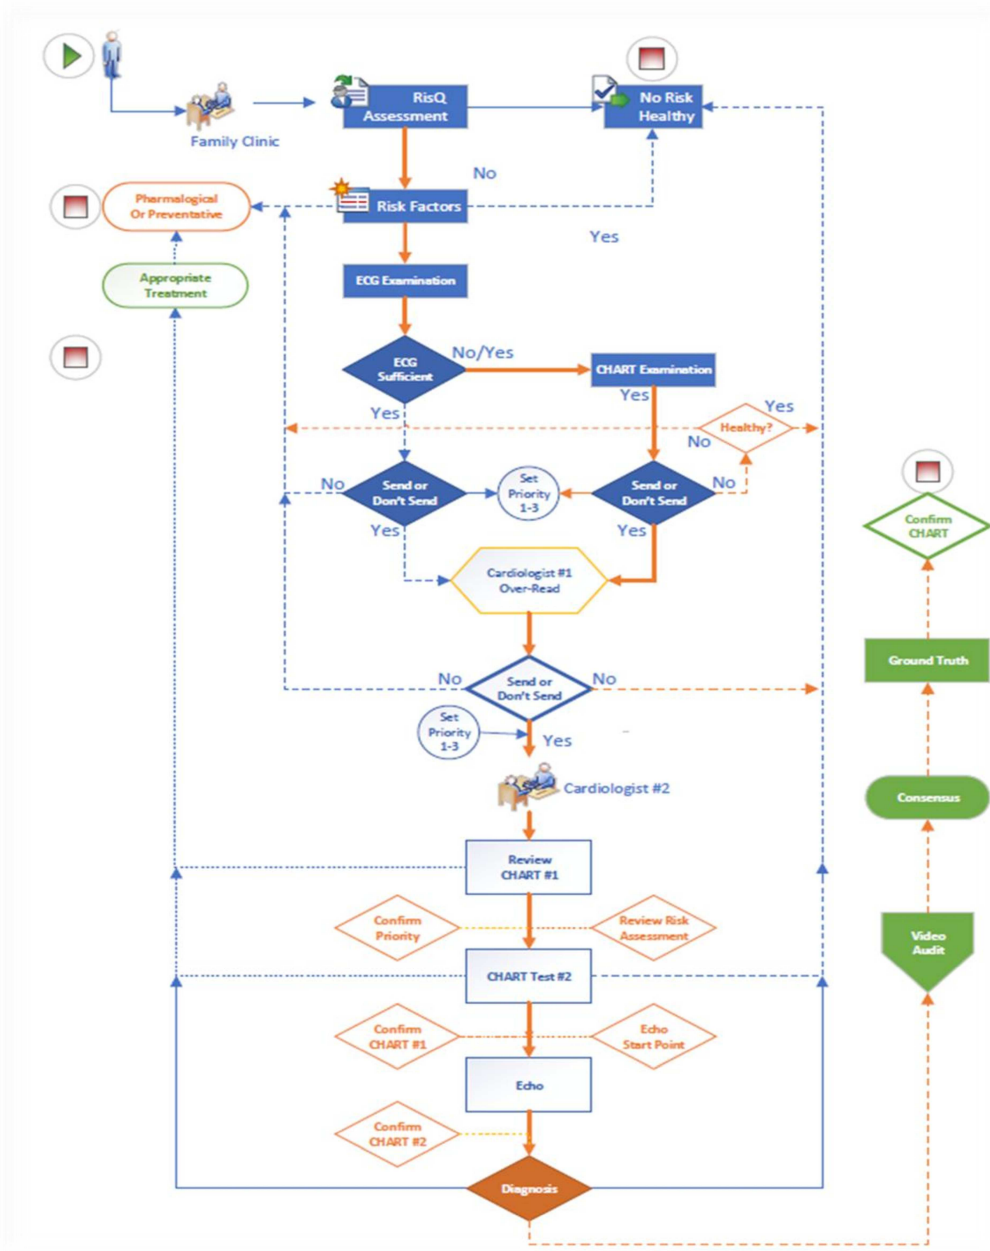 RisQ
Assessment
No Risk
Healthy
Family Clinic
No
Pharmalogical
Or Preventative
Risk Factors
Yes
Appropriate
Treatment
ECG Examination
ECG
Sufficient
No/Yes
CHART Examination
Yes
Yes
Yes
Healthy?
No
No
Send or
Don't Send
Set
Priority
1-3
Send or
Don't Send
No
Yes
Yes
Confirm
CHART
Cardiologist #1
Over-Read
Ground Truth
No
Send or
Don't Send
No
Set
Priority
1-3
Yes
Cardiologist #2
Consensus
Review
CHART #1
Confirm
Priority
Review Risk
Assessment
Video
Audit
CHART Test #2
Confirm
CHART #1
Echo
Start Point
Echo
Confirm
CHART #2
Diagnosis